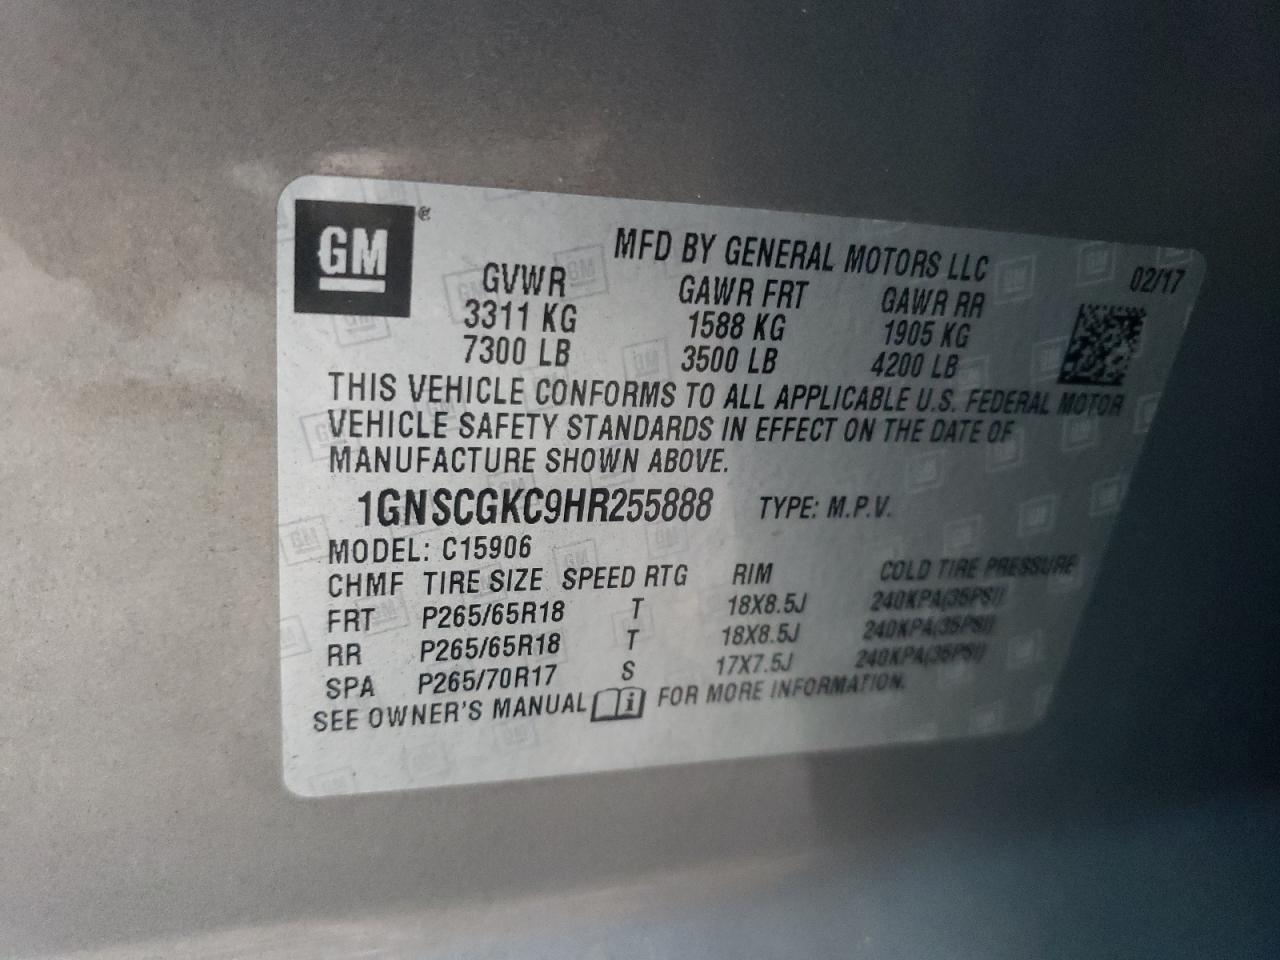 GM ®
MFD BY GENERAL MOTORS LLC
02/17
GVWR GAWR FRT GAWR RR
3311 KG 1588 KG 1905 KG
7300 LB 3500 LB 4200 LB
THIS VEHICLE CONFORMS TO ALL APPLICABLE U.S. FEDERAL MOTOR
VEHICLE SAFETY STANDARDS IN EFFECT ON THE DATE OF
MANUFACTURE SHOWN ABOVE.
1GNSCGKC9HR255888 TYPE: M.P.V.
MODEL: C15906
CHMF TIRE SIZE SPEED RTG RIM COLD TIRE PRESSURE
FRT P265/65R18 T 18X8.5J 240KPA(35PSI)
RR P265/65R18 T 18X8.5J 240KPA(35PSI)
SPA P265/70R17 S 17X7.5J 240KPA(35PSI)
SEE OWNER'S MANUAL i FOR MORE INFORMATION.